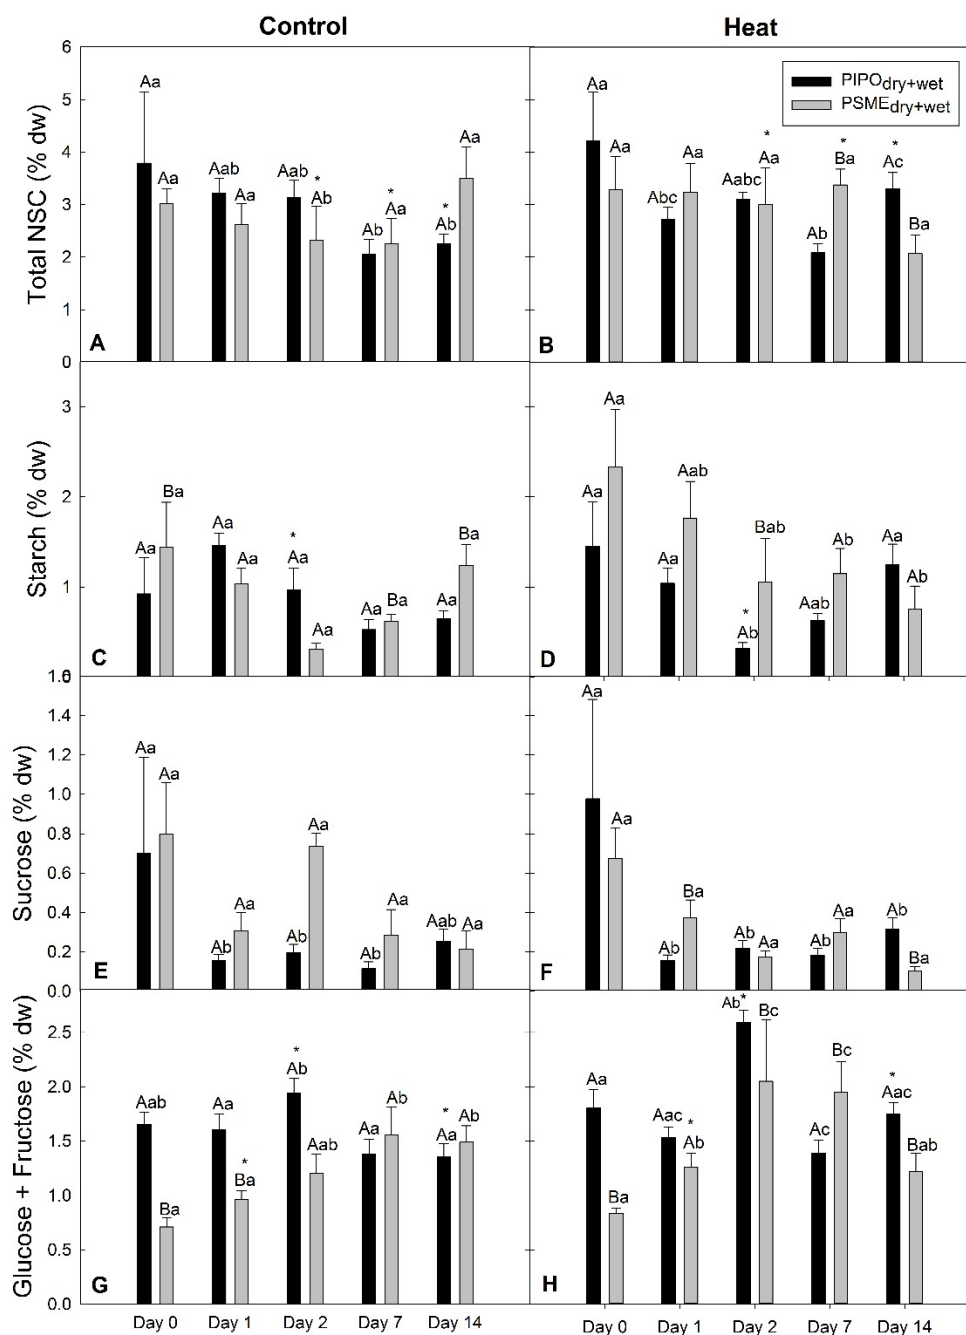 Control
Heat
Total NSC (% dw)
6
5
4
3
2
1
0
Aa
Aa
Aab
Aa
Aab
*
Ab
Ab
*
Aa
*
Ab
Aa
A
PIPOdry+wet
PSMEdry+wet
Aa
Aa
Abc
Aa
Aabc
*
Aa
Ab
*
Ba
*
Ac
Ba
B
Starch (% dw)
3
2
1
Aa
Ba
Aa
Aa
*
Aa
Aa
Aa
Ba
Aa
Ba
C
Aa
Aa
Aa
Aab
*
Ab
Bab
Aab
Ab
Aa
Ab
D
Sucrose (% dw)
1.4
1.2
1.0
0.8
0.6
0.4
0.2
0.0
Aa
Aa
Ab
Aa
Ab
Aa
Ab
Aa
Aab
Aa
E
Aa
Aa
Ab
Ba
Ab
Aa
Ab
Aa
Ab
Ba
F
Glucose + Fructose (% dw)
2.5
2.0
1.5
1.0
0.5
0.0
Aab
Ba
Aa
*
Ba
*
Ab
Aab
Aa
Ab
*
Aa
Ab
G
Aa
Ba
Aac
*
Ab
Ab*
Bc
Ac
Bc
*
Aac
Bab
H
Day 0
Day 1
Day 2
Day 7
Day 14
Day 0
Day 1
Day 2
Day 7
Day 14